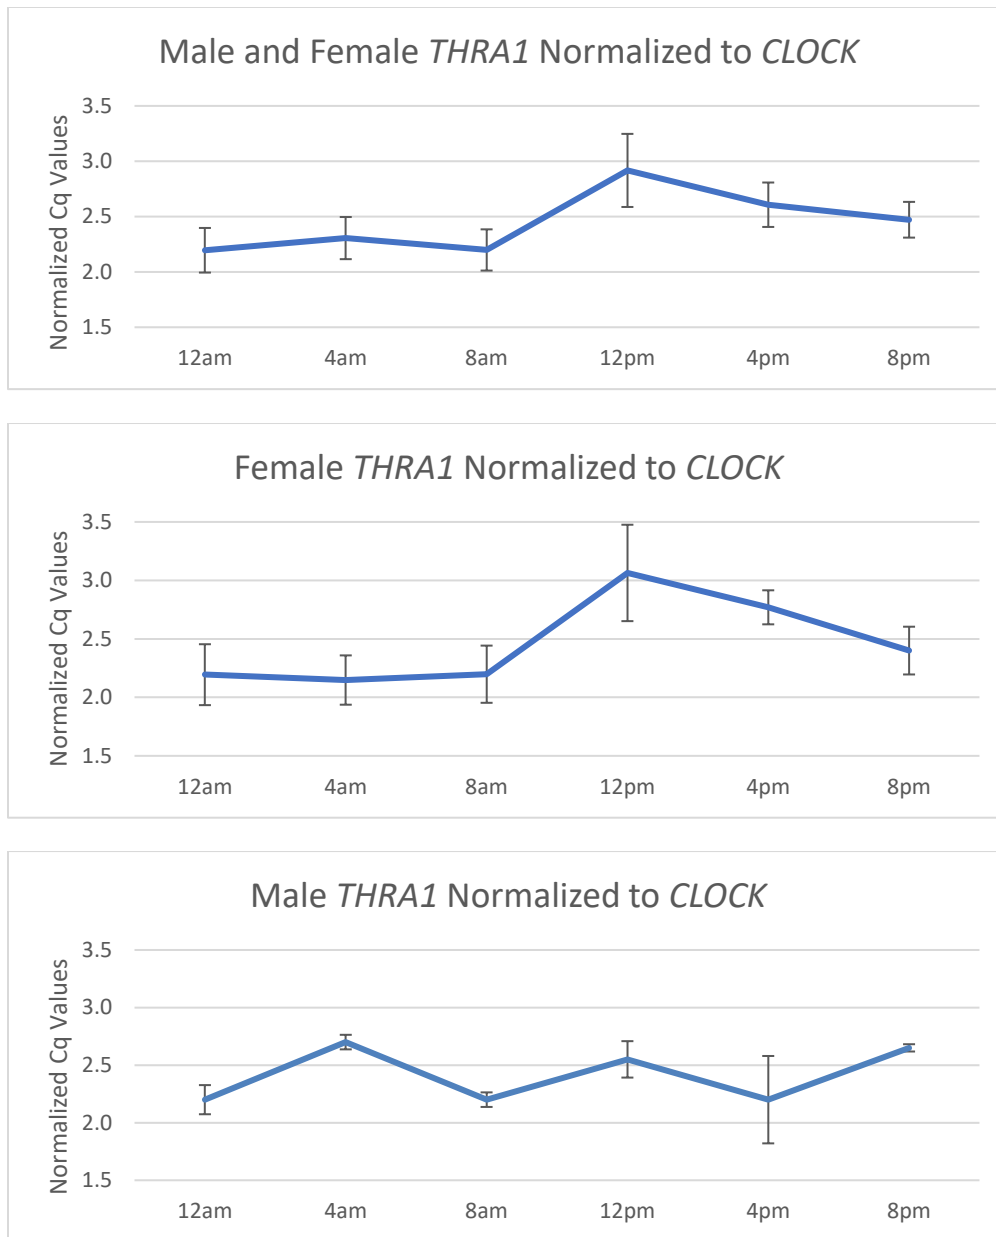 Male and Female THRA1 Normalized to CLOCK
Normalized Cq Values
3.5
3.0
2.5
2.0
1.5
12am 4am 8am 12pm 4pm 8pm
Female THRA1 Normalized to CLOCK
Normalized Cq Values
3.5
3.0
2.5
2.0
1.5
12am 4am 8am 12pm 4pm 8pm
Male THRA1 Normalized to CLOCK
Normalized Cq Values
3.5
3.0
2.5
2.0
1.5
12am 4am 8am 12pm 4pm 8pm